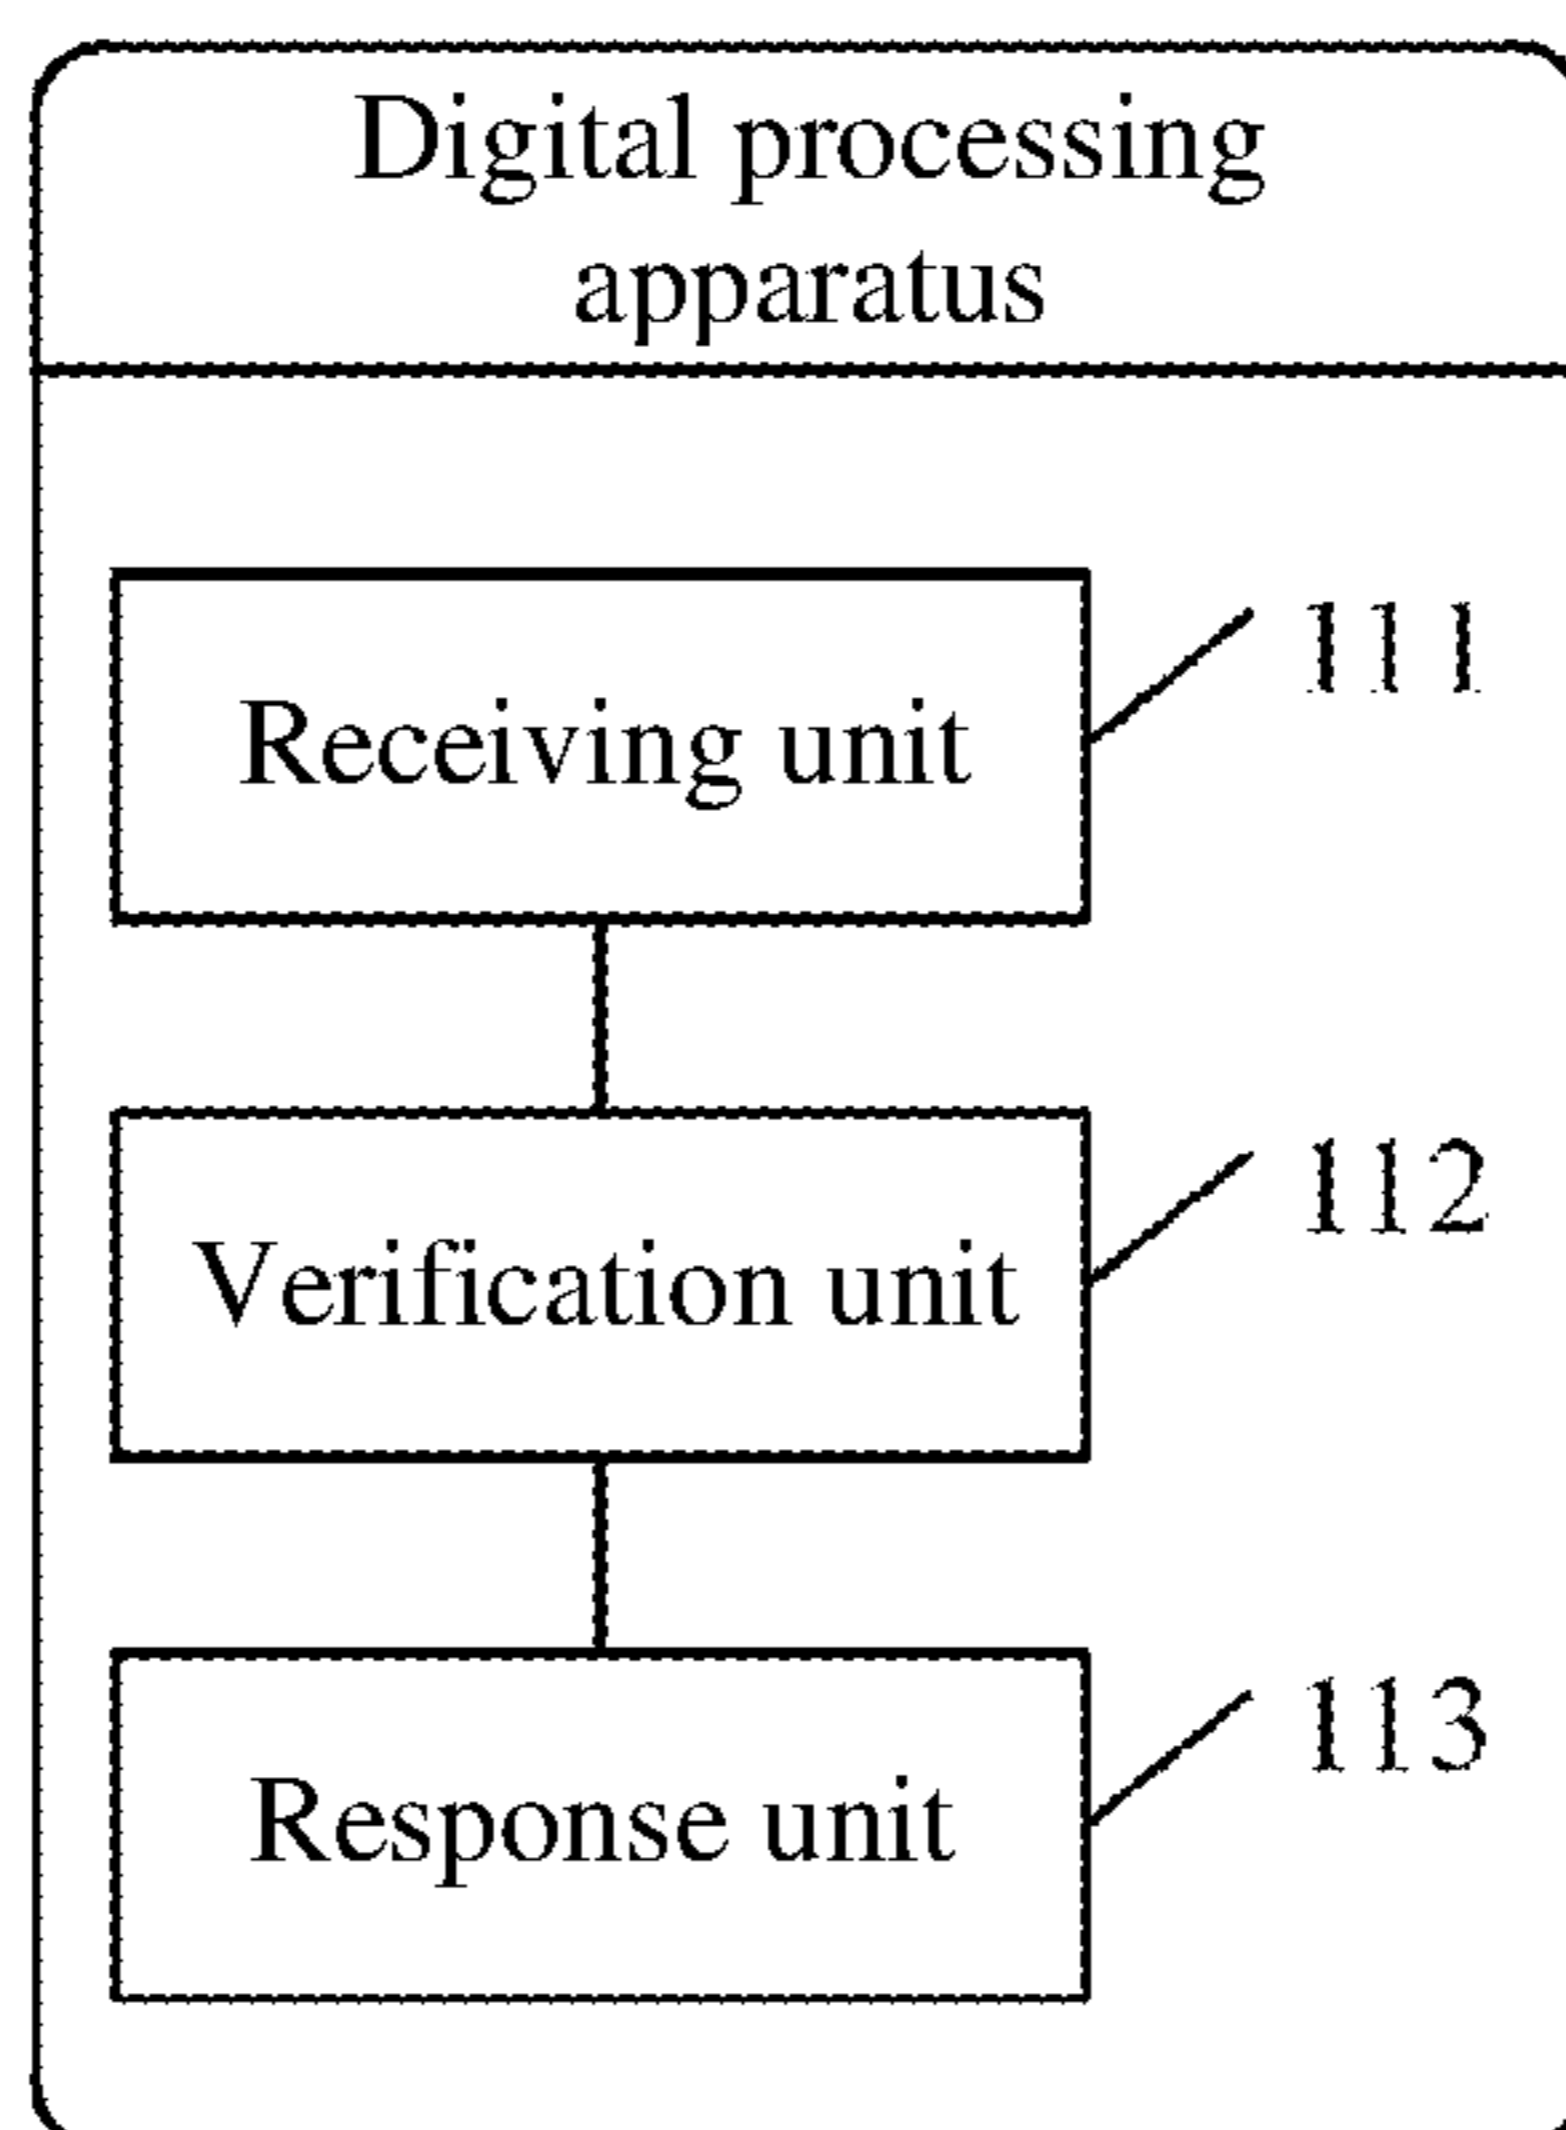 Digital processing
apparatus
Receiving unit
111
Verification unit
112
Response unit
113